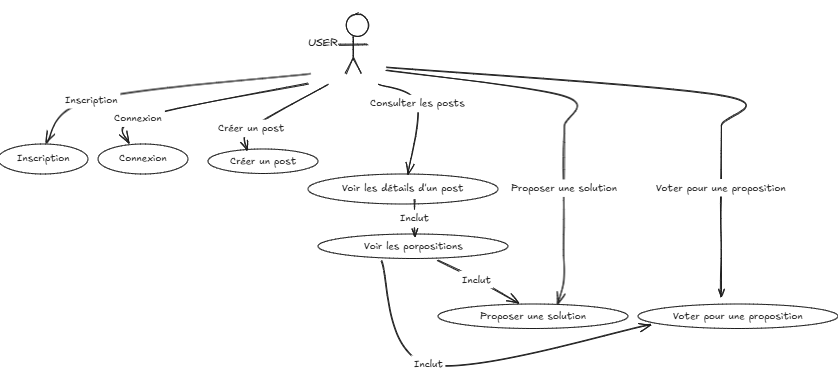 USER
Inscription
Consulter les posts
Connexion
Créer un post
Inscription
Connexion
Créer un post
Voir les détails d'un post
Proposer une solution
Voter pour une proposition
Inclut
Voir les porpositions
Inclut
Proposer une solution
Voter pour une proposition
Inclut